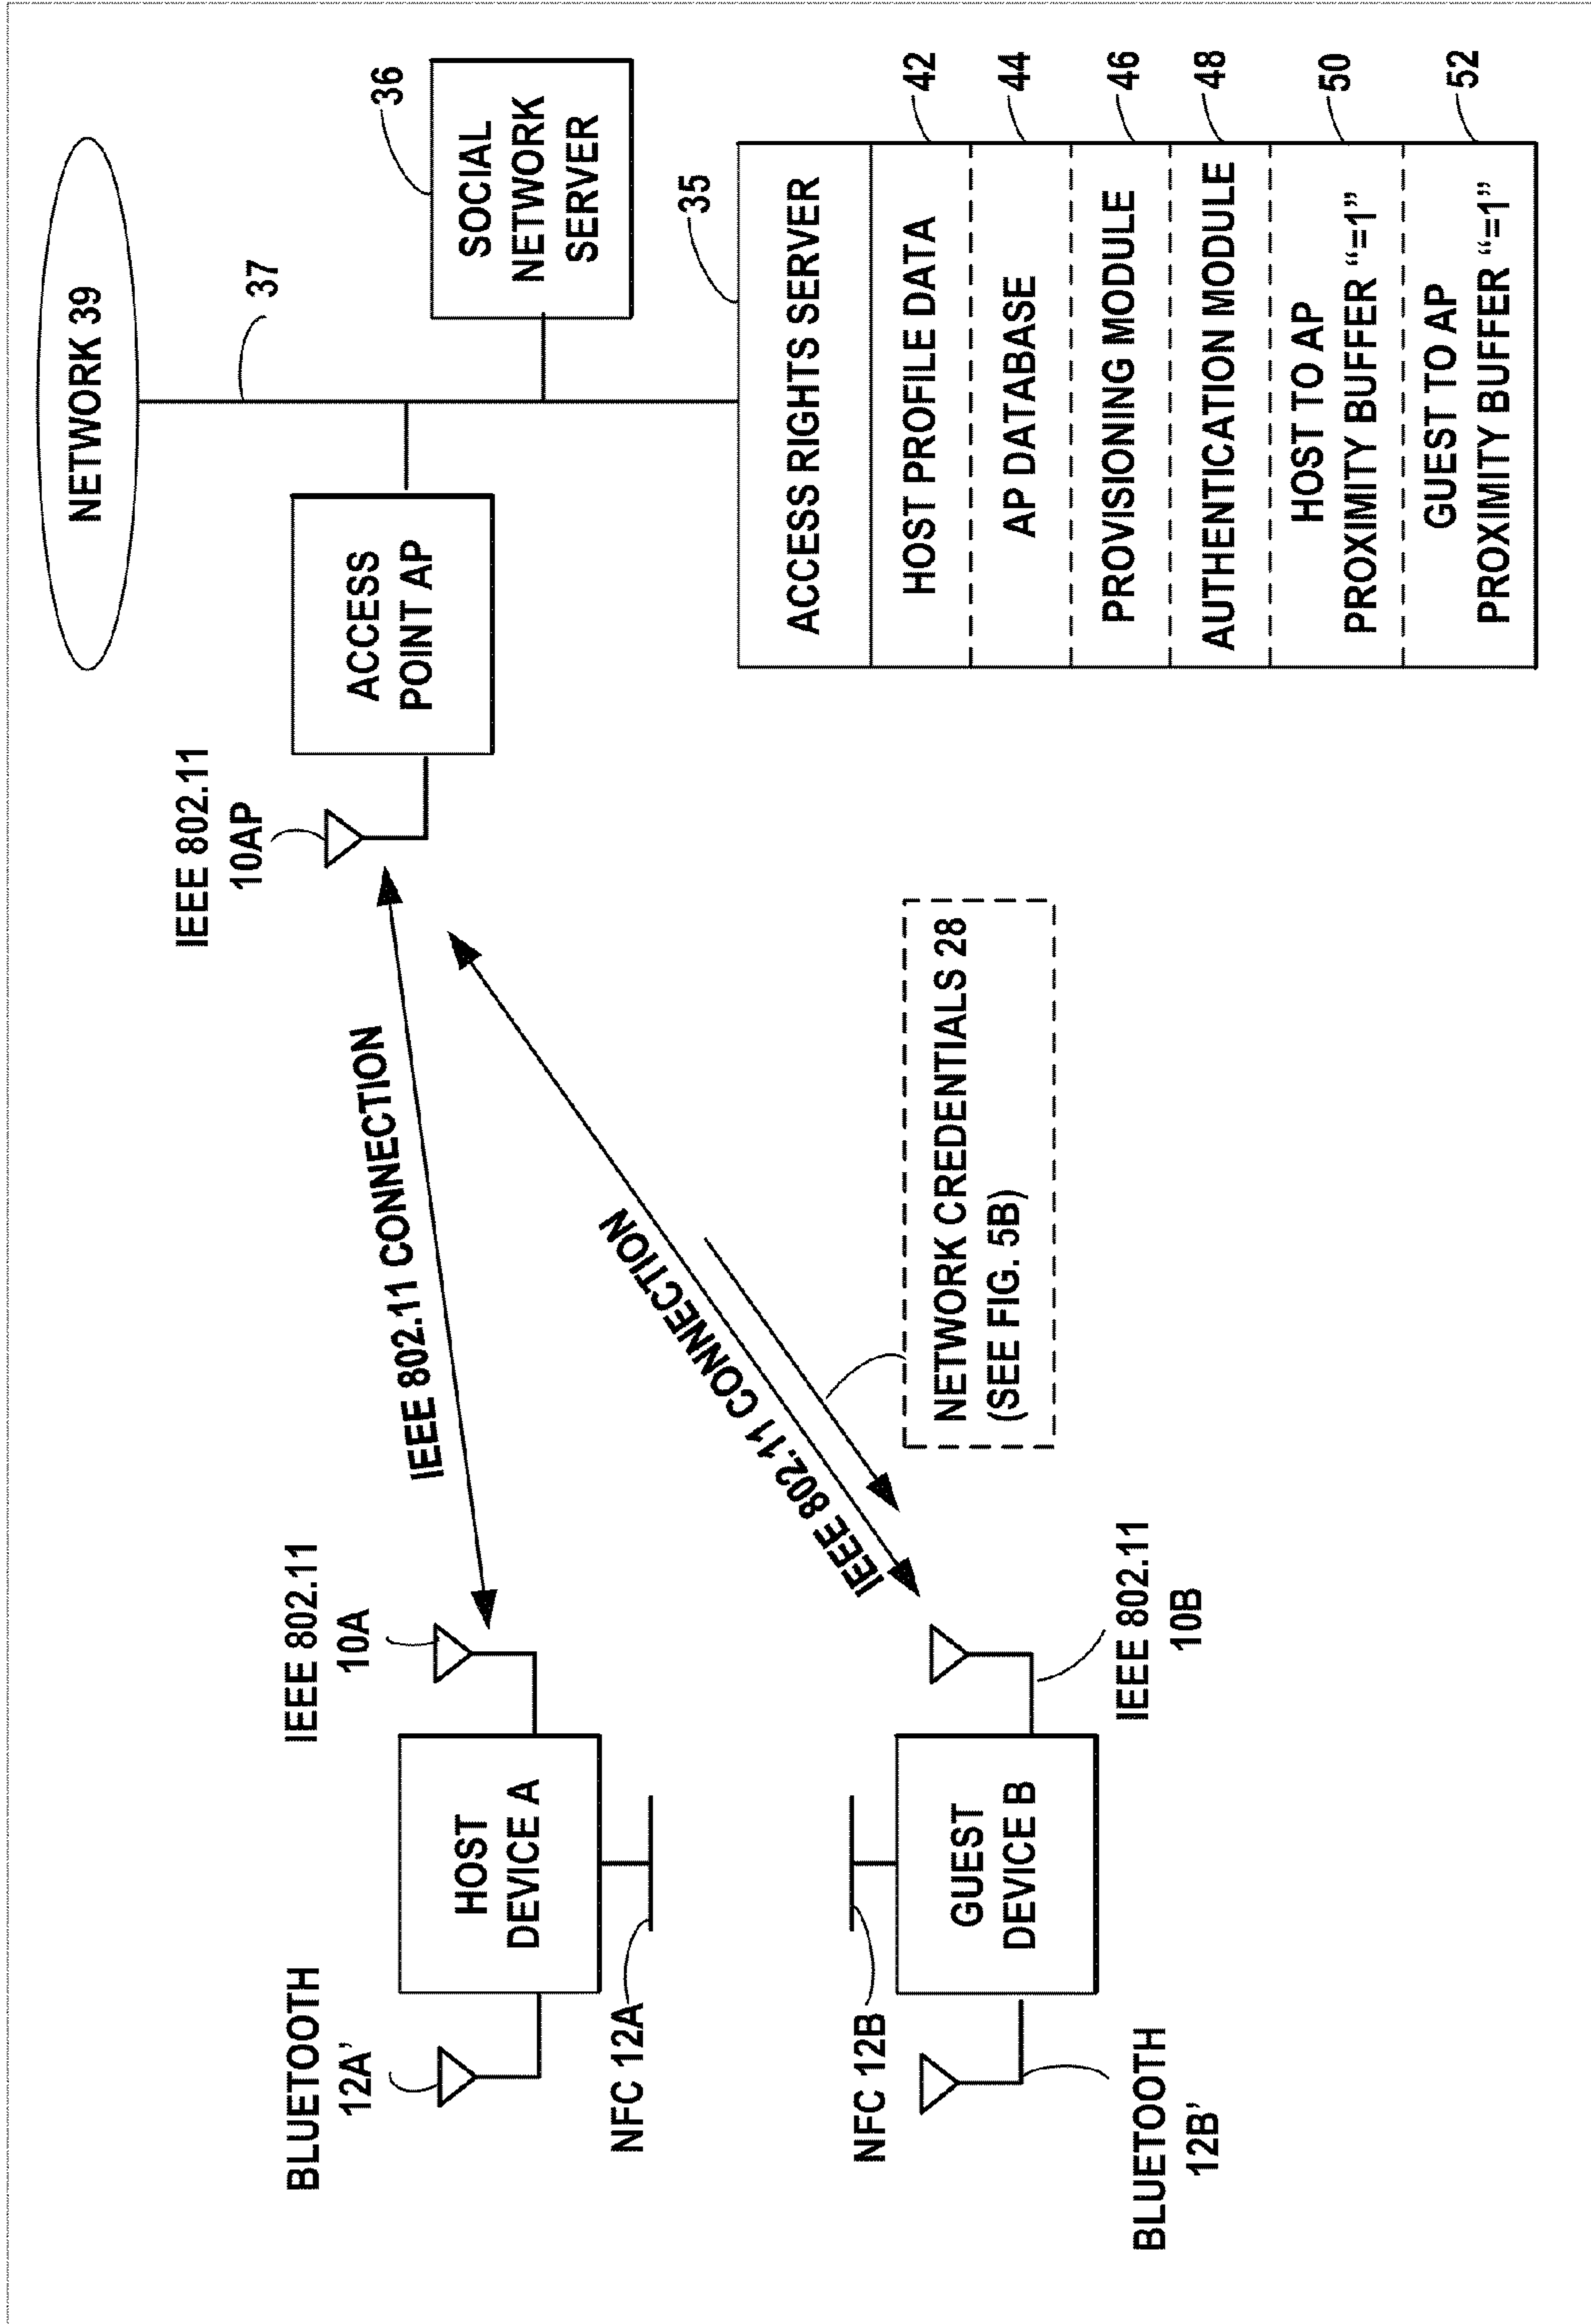 BLUETOOTH
12A’
IEEE 802.11
10A
HOST
DEVICE A
NFC 12A
NFC 12B
GUEST
DEVICE B
BLUETOOTH
12B’
IEEE 802.11
10B
IEEE 802.11 CONNECTION
IEEE 802.11 CONNECTION
NETWORK CREDENTIALS 28
(SEE FIG. 5B)
IEEE 802.11
10AP
ACCESS
POINT AP
NETWORK 39
37
36
SOCIAL
NETWORK
SERVER
35
ACCESS RIGHTS SERVER
HOST PROFILE DATA
42
AP DATABASE
44
PROVISIONING MODULE
46
AUTHENTICATION MODULE
48
HOST TO AP
PROXIMITY BUFFER “=1”
50
GUEST TO AP
PROXIMITY BUFFER “=1”
52